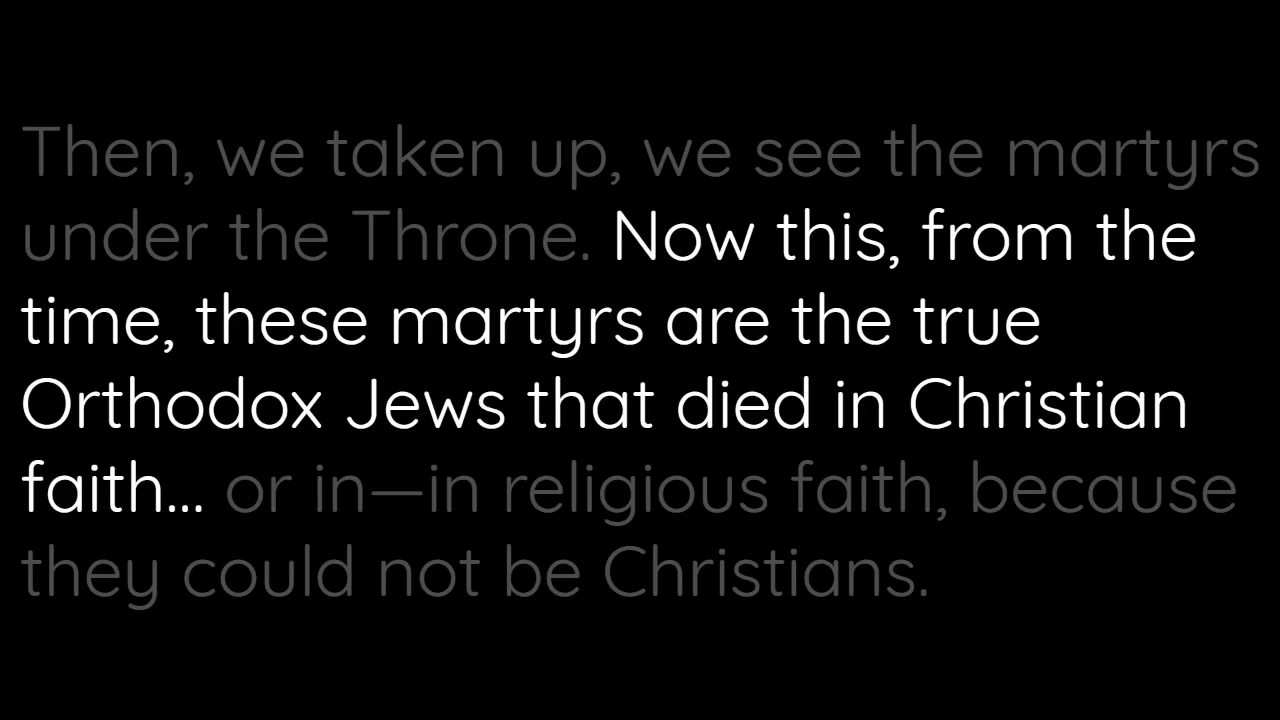 Then, we taken up, we see the martyrs
under the Throne. Now this, from the
time, these martyrs are the true
Orthodox Jews that died in Christian
faith... or in—in religious faith, because
they could not be Christians.